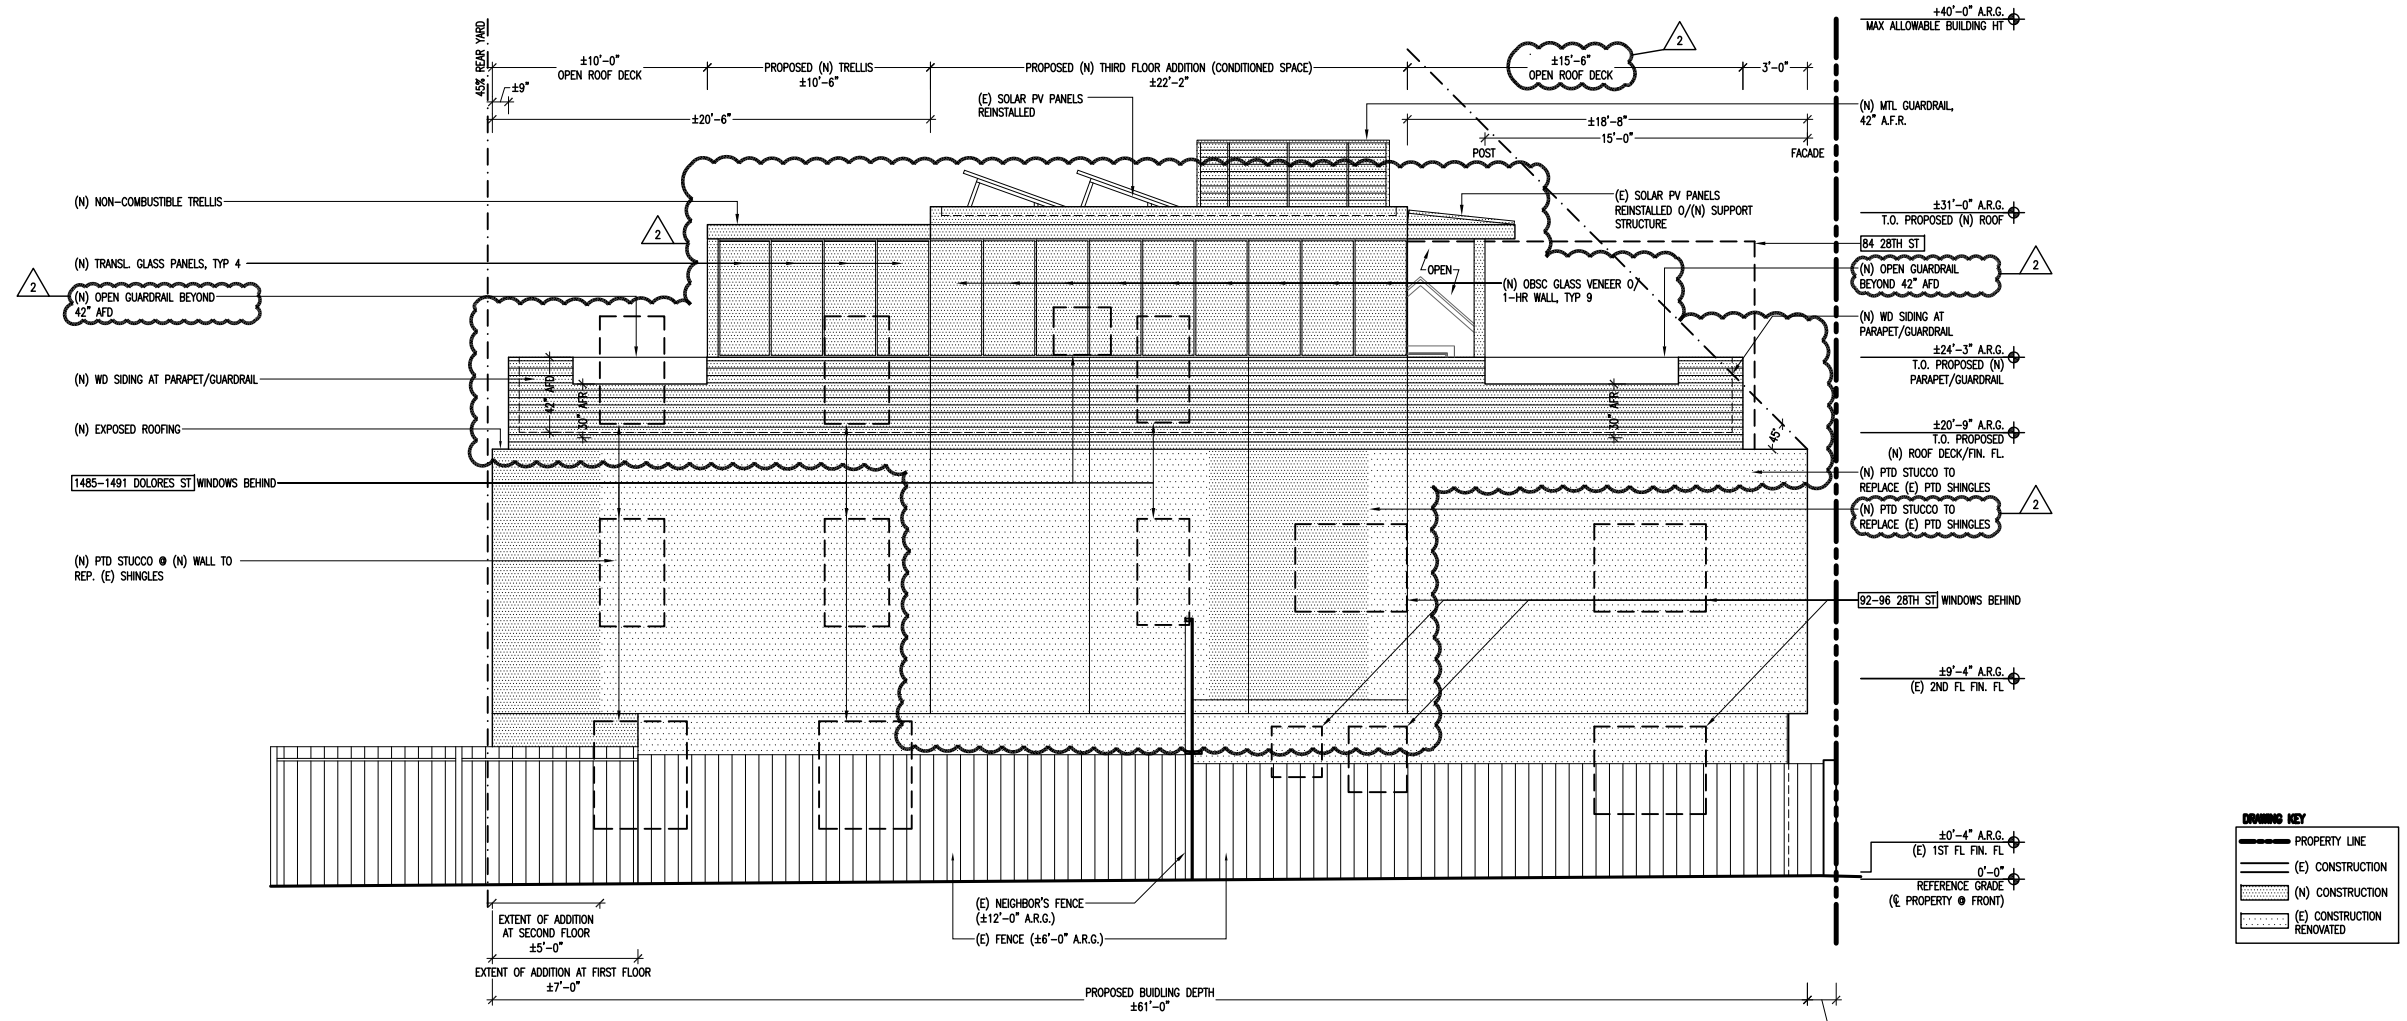 +40'-0" A.R.G.
MAX ALLOWABLE BUILDING HT
45% REAR YARD
±9"
±10'-0"
OPEN ROOF DECK
PROPOSED (N) TRELLIS
±10'-6"
PROPOSED (N) THIRD FLOOR ADDITION (CONDITIONED SPACE)
±22'-2"
±15'-6"
OPEN ROOF DECK
2
3'-0"
±20'-6"
(E) SOLAR PV PANELS
REINSTALLED
±18'-8"
15'-0"
POST
FACADE
(N) MTL GUARDRAIL,
42" A.F.R.
(N) NON-COMBUSTIBLE TRELLIS
(E) SOLAR PV PANELS
REINSTALLED O/(N) SUPPORT
STRUCTURE
±31'-0" A.R.G.
T.O. PROPOSED (N) ROOF
2
84 28TH ST
(N) TRANSL. GLASS PANELS, TYP 4
OPEN
(N) OBSC GLASS VENEER O/
1-HR WALL, TYP 9
2
(N) OPEN GUARDRAIL BEYOND
42" AFD
(N) OPEN GUARDRAIL
BEYOND 42" AFD
2
(N) WD SIDING AT
PARAPET/GUARDRAIL
±24'-3" A.R.G.
T.O. PROPOSED (N)
PARAPET/GUARDRAIL
(N) WD SIDING AT PARAPET/GUARDRAIL
42" AFD
30" AFR
30" AFR
45°
(N) EXPOSED ROOFING
±20'-9" A.R.G.
T.O. PROPOSED
(N) ROOF DECK/FIN. FL.
1485-1491 DOLORES ST WINDOWS BEHIND
(N) PTD STUCCO TO
REPLACE (E) PTD SHINGLES
(N) PTD STUCCO TO
REPLACE (E) PTD SHINGLES
2
(N) PTD STUCCO @ (N) WALL TO
REP. (E) SHINGLES
92-96 28TH ST WINDOWS BEHIND
±9'-4" A.R.G.
(E) 2ND FL FIN. FL
±0'-4" A.R.G.
(E) 1ST FL FIN. FL
0'-0"
REFERENCE GRADE
(℄ PROPERTY @ FRONT)
DRAWING KEY
PROPERTY LINE
(E) CONSTRUCTION
(N) CONSTRUCTION
(E) CONSTRUCTION
RENOVATED
(E) NEIGHBOR'S FENCE
(±12'-0" A.R.G.)
(E) FENCE (±6'-0" A.R.G.)
EXTENT OF ADDITION
AT SECOND FLOOR
±5'-0"
EXTENT OF ADDITION AT FIRST FLOOR
±7'-0"
PROPOSED BUIDLING DEPTH
±61'-0"